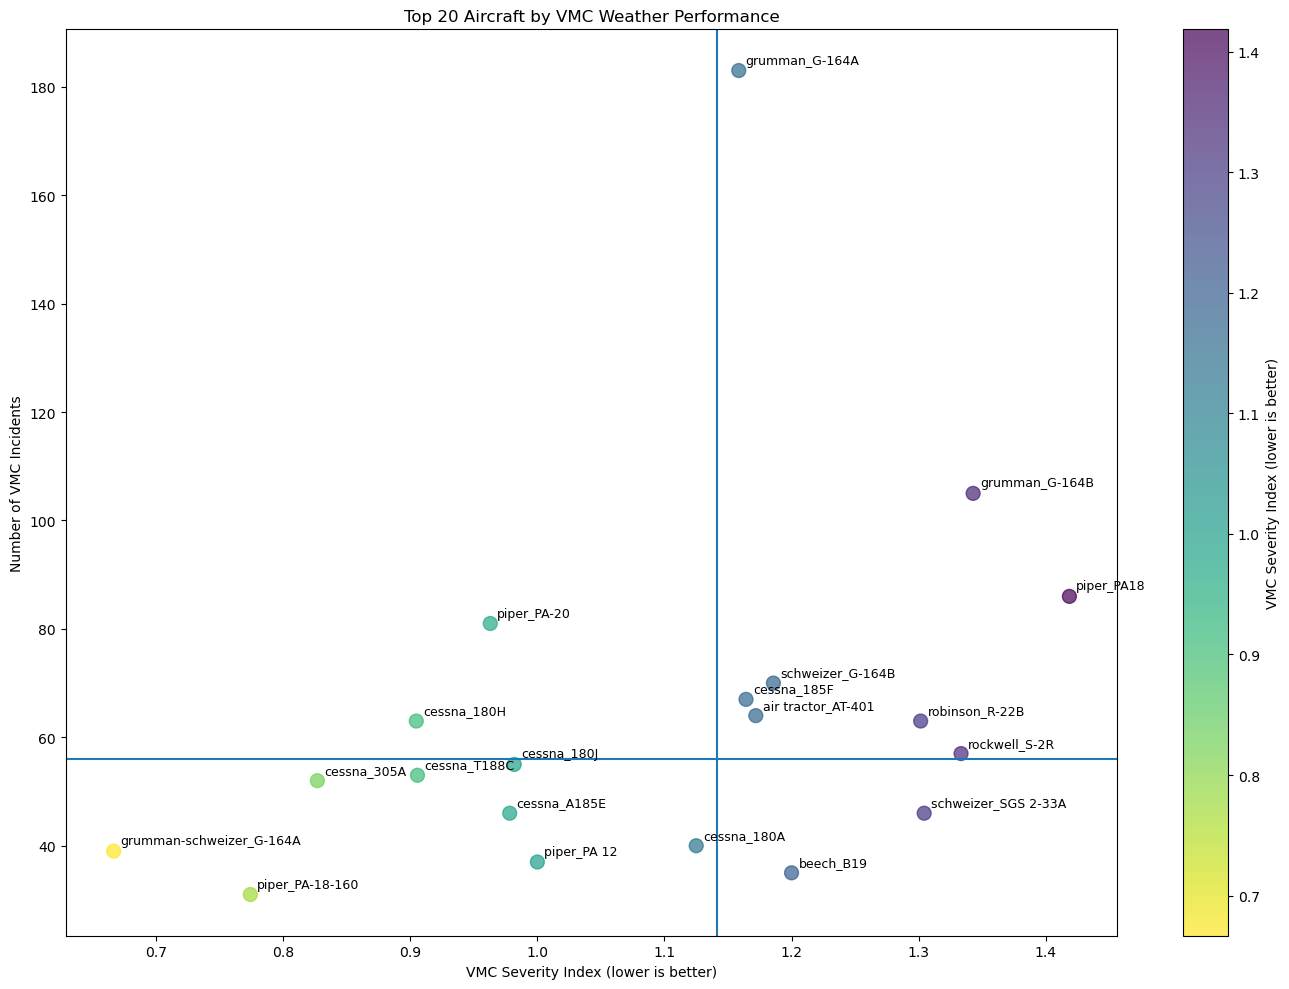 Top 20 Aircraft by VMC Weather Performance
Number of VMC Incidents
180
160
140
120
100
80
60
40
grumman_G-164A
grumman_G-164B
piper_PA18
piper_PA-20
schweizer_G-164B
cessna_185F
air tractor_AT-401
cessna_180H
robinson_R-22B
rockwell_S-2R
cessna_180J
cessna_T188C
cessna_305A
cessna_A185E
schweizer_SGS 2-33A
grumman-schweizer_G-164A
cessna_180A
piper_PA 12
beech_B19
piper_PA-18-160
0.7
0.8
0.9
1.0
1.1
1.2
1.3
1.4
VMC Severity Index (lower is better)
1.4
1.3
1.2
1.1
1.0
0.9
0.8
0.7
VMC Severity Index (lower is better)